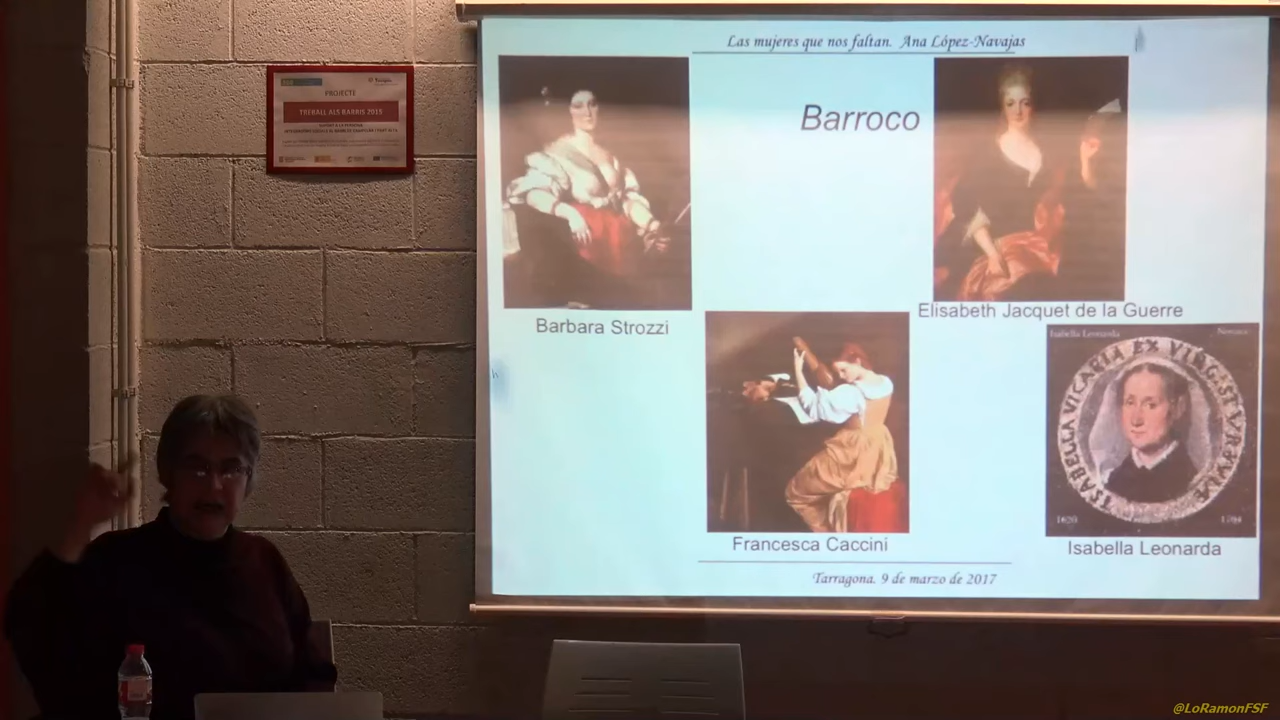 Las mujeres que nos faltan. Ana López-Navajas
Barroco
Barbara Strozzi
Elisabeth Jacquet de la Guerre
Francesca Caccini
Isabella Leonarda
Novara
ISABELLA VICARIA EX VIRG. ST VRSVLÆ
1620
1704
Isabella Leonarda
Tarragona. 9 de marzo de 2017
PROJECTE
TREBALL ALS BARRIS 2015
@LoRamonFSF